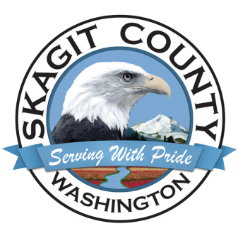 SKAGIT COUNTY
Serving With Pride
WASHINGTON